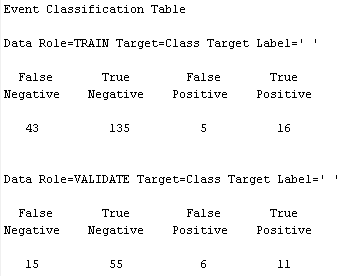 Event Classification Table
Data Role=TRAIN Target=Class Target Label=' '
False True False True
Negative Negative Positive Positive
43 135 5 16
Data Role=VALIDATE Target=Class Target Label=' '
False True False True
Negative Negative Positive Positive
15 55 6 11